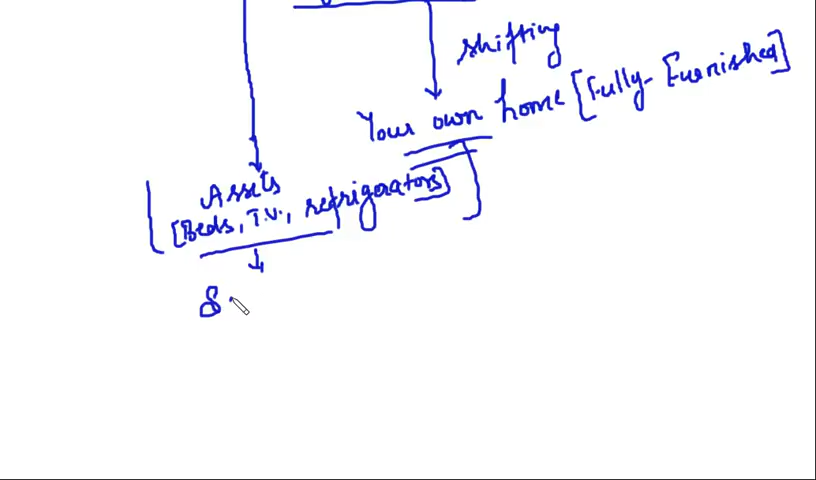 shifting
Your own home [Fully-Furnished]
Assets
[Beds, T.V., refrigerators]
S